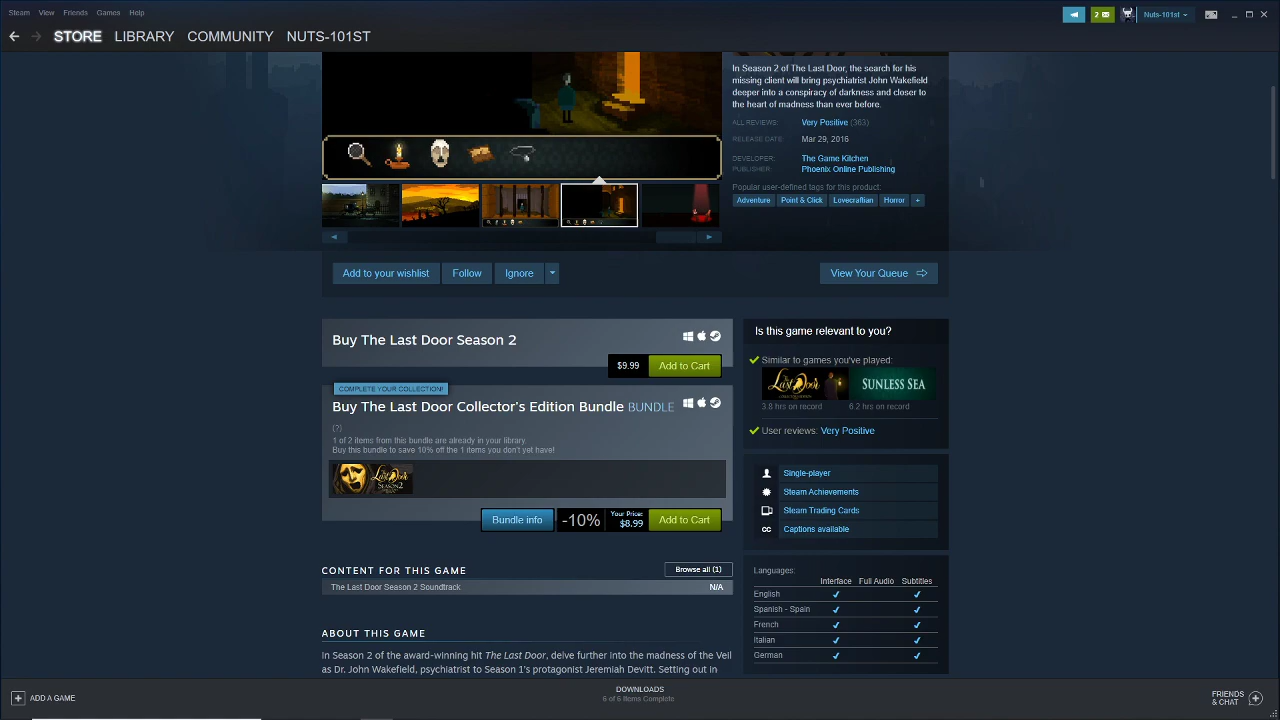 Steam View Friends Games Help
2 Nuts-101st
STORE LIBRARY COMMUNITY NUTS-101ST
In Season 2 of The Last Door, the search for his
missing client will bring psychiatrist John Wakefield
deeper into a conspiracy of darkness and closer to
the heart of madness than ever before.
ALL REVIEWS: Very Positive (363)
RELEASE DATE: Mar 29, 2016
DEVELOPER: The Game Kitchen
PUBLISHER: Phoenix Online Publishing
Popular user-defined tags for this product:
Adventure Point & Click Lovecraftian Horror +
Add to your wishlist Follow Ignore
View Your Queue
Buy The Last Door Season 2
$9.99 Add to Cart
COMPLETE YOUR COLLECTION!
Buy The Last Door Collector's Edition Bundle BUNDLE
(?)
1 of 2 items from this bundle are already in your library.
Buy this bundle to save 10% off the 1 items you don't yet have!
Last Door
SEASON 2
Bundle info -10% Your Price: $8.99 Add to Cart
CONTENT FOR THIS GAME Browse all (1)
The Last Door Season 2 Soundtrack N/A
ABOUT THIS GAME
In Season 2 of the award-winning hit The Last Door, delve further into the madness of the Veil
as Dr. John Wakefield, psychiatrist to Season 1's protagonist Jeremiah Devitt. Setting out in
Is this game relevant to you?
Similar to games you've played:
Last Door SUNLESS SEA
3.8 hrs on record 6.2 hrs on record
User reviews: Very Positive
Single-player
Steam Achievements
Steam Trading Cards
CC Captions available
Languages:
Interface Full Audio Subtitles
English
Spanish - Spain
French
Italian
German
ADD A GAME
DOWNLOADS
6 of 6 Items Complete
FRIENDS
& CHAT